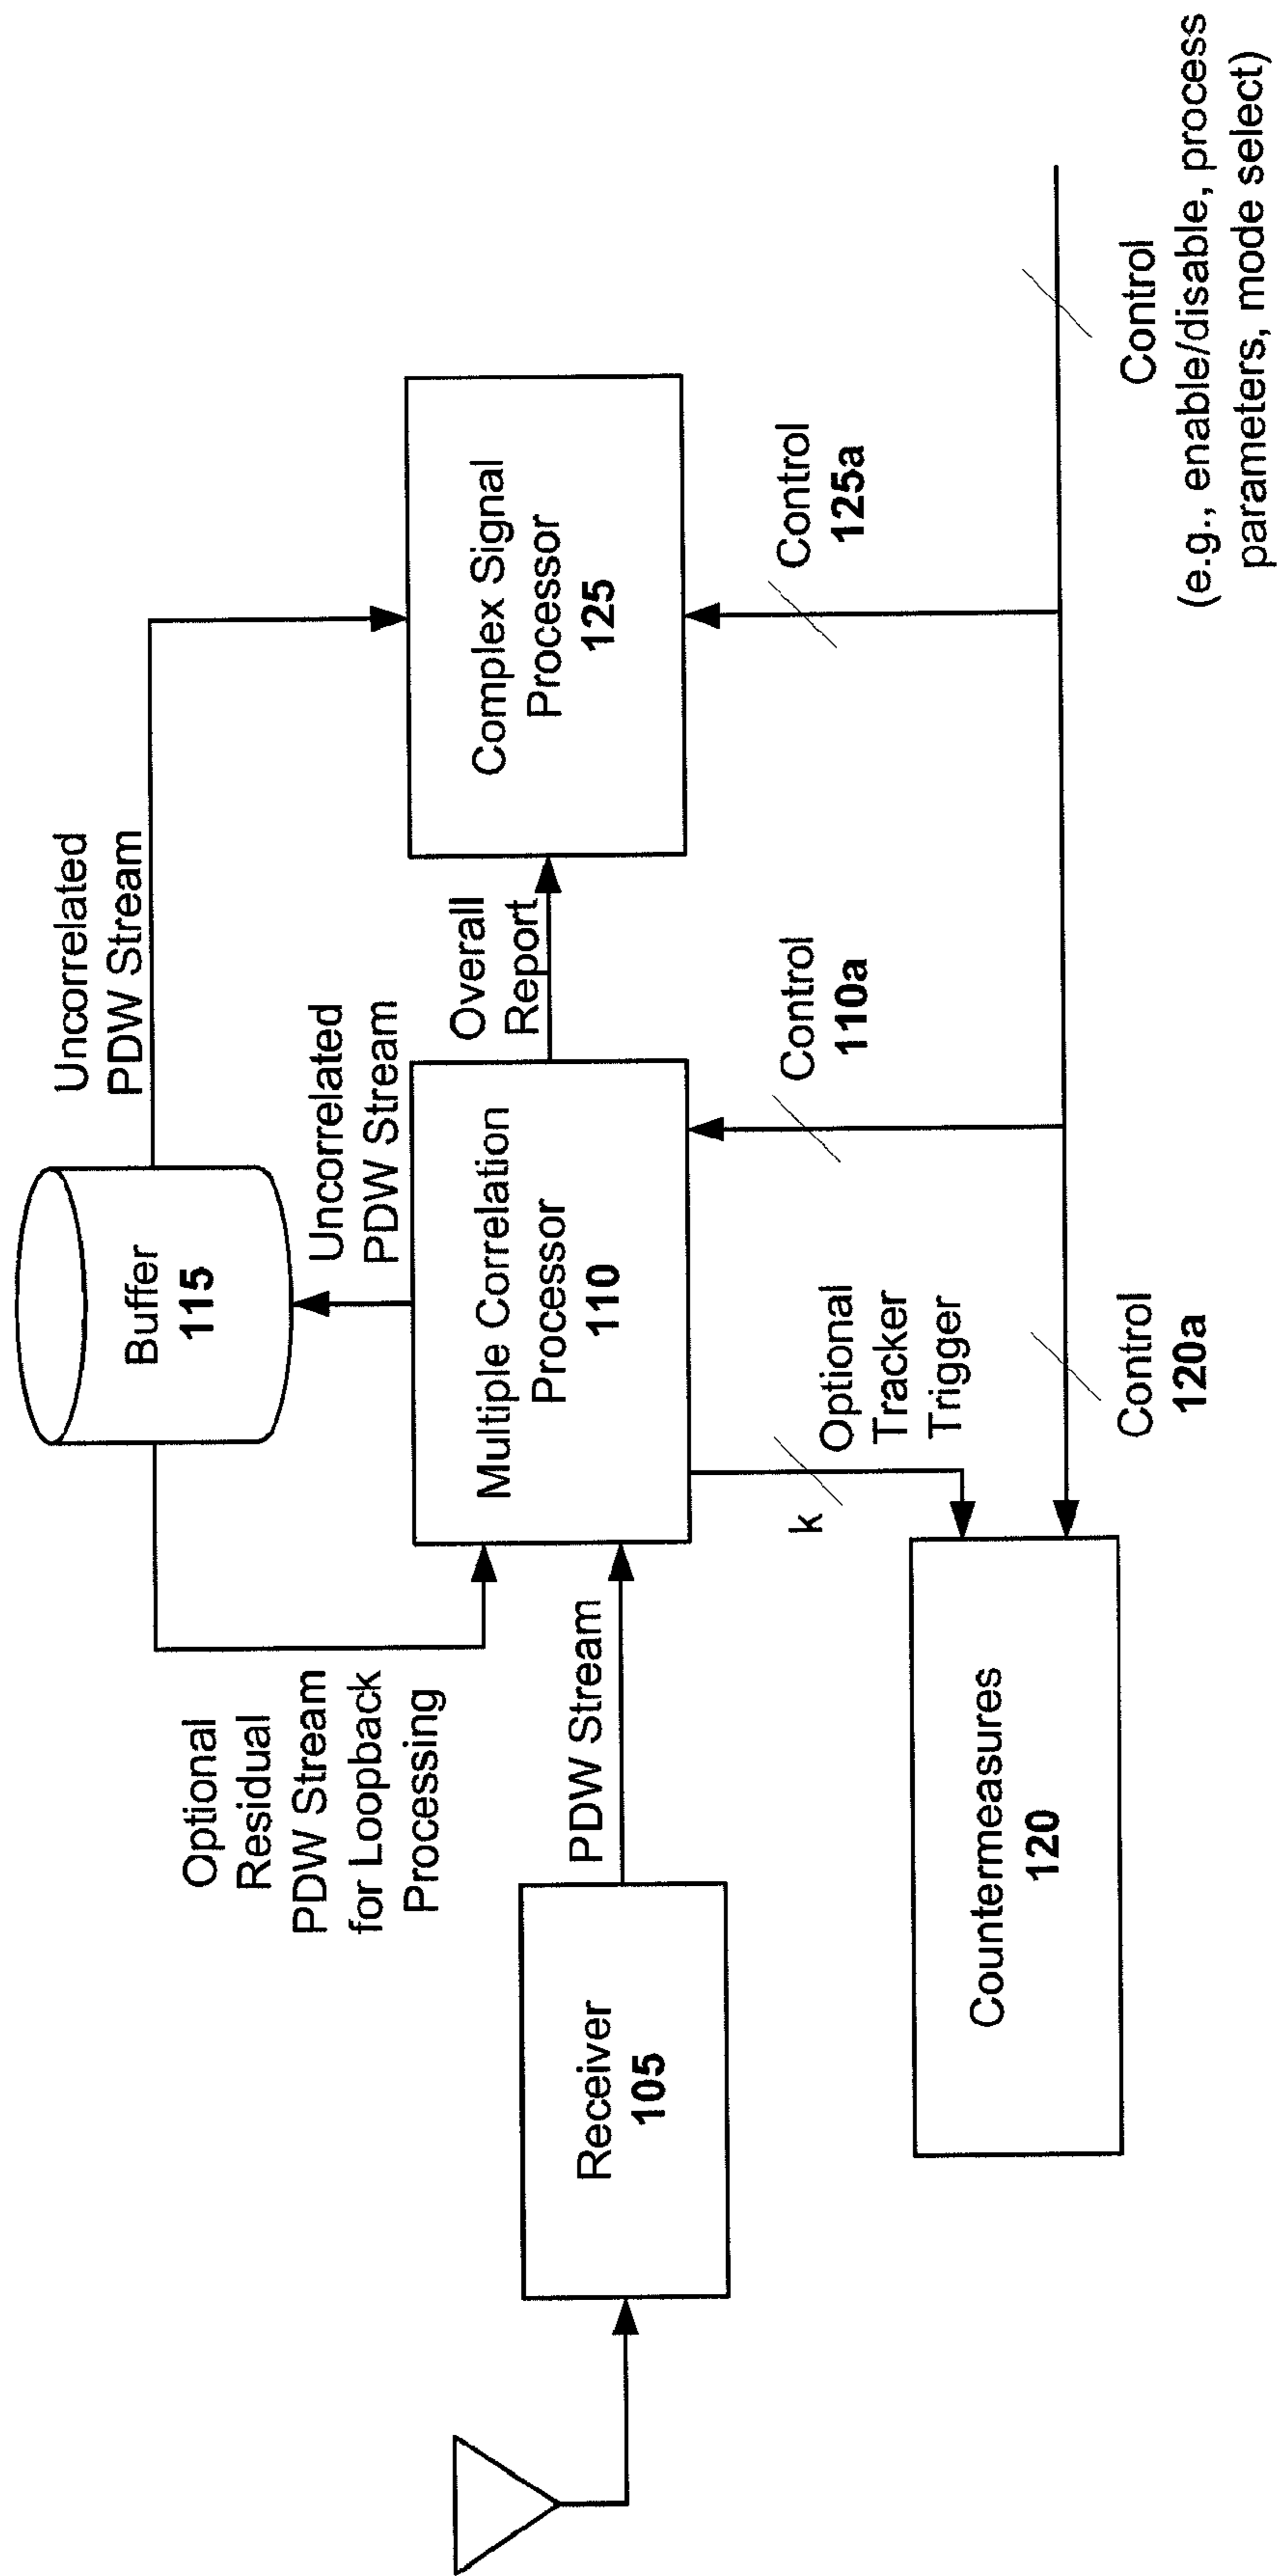 Uncorrelated
PDW Stream
Buffer
115
Optional
Residual
PDW Stream
for Loopback
Processing
Uncorrelated
PDW Stream
Overall
Report
Multiple Correlation
Processor
110
Complex Signal
Processor
125
PDW Stream
Receiver
105
k
Optional
Tracker
Trigger
Control
110a
Control
125a
Countermeasures
120
Control
120a
Control
(e.g., enable/disable, process
parameters, mode select)